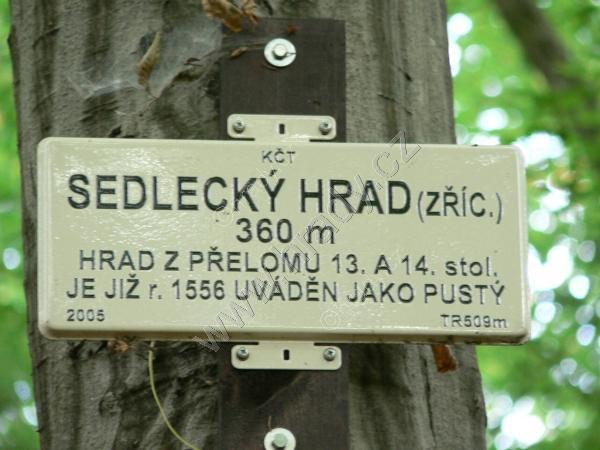 KČT
SEDLECKÝ HRAD (ZŘÍC.)
360 m
HRAD Z PŘELOMU 13. A 14. stol.
JE JIŽ r. 1556 UVÁDĚN JAKO PUSTÝ
2005 TR509m